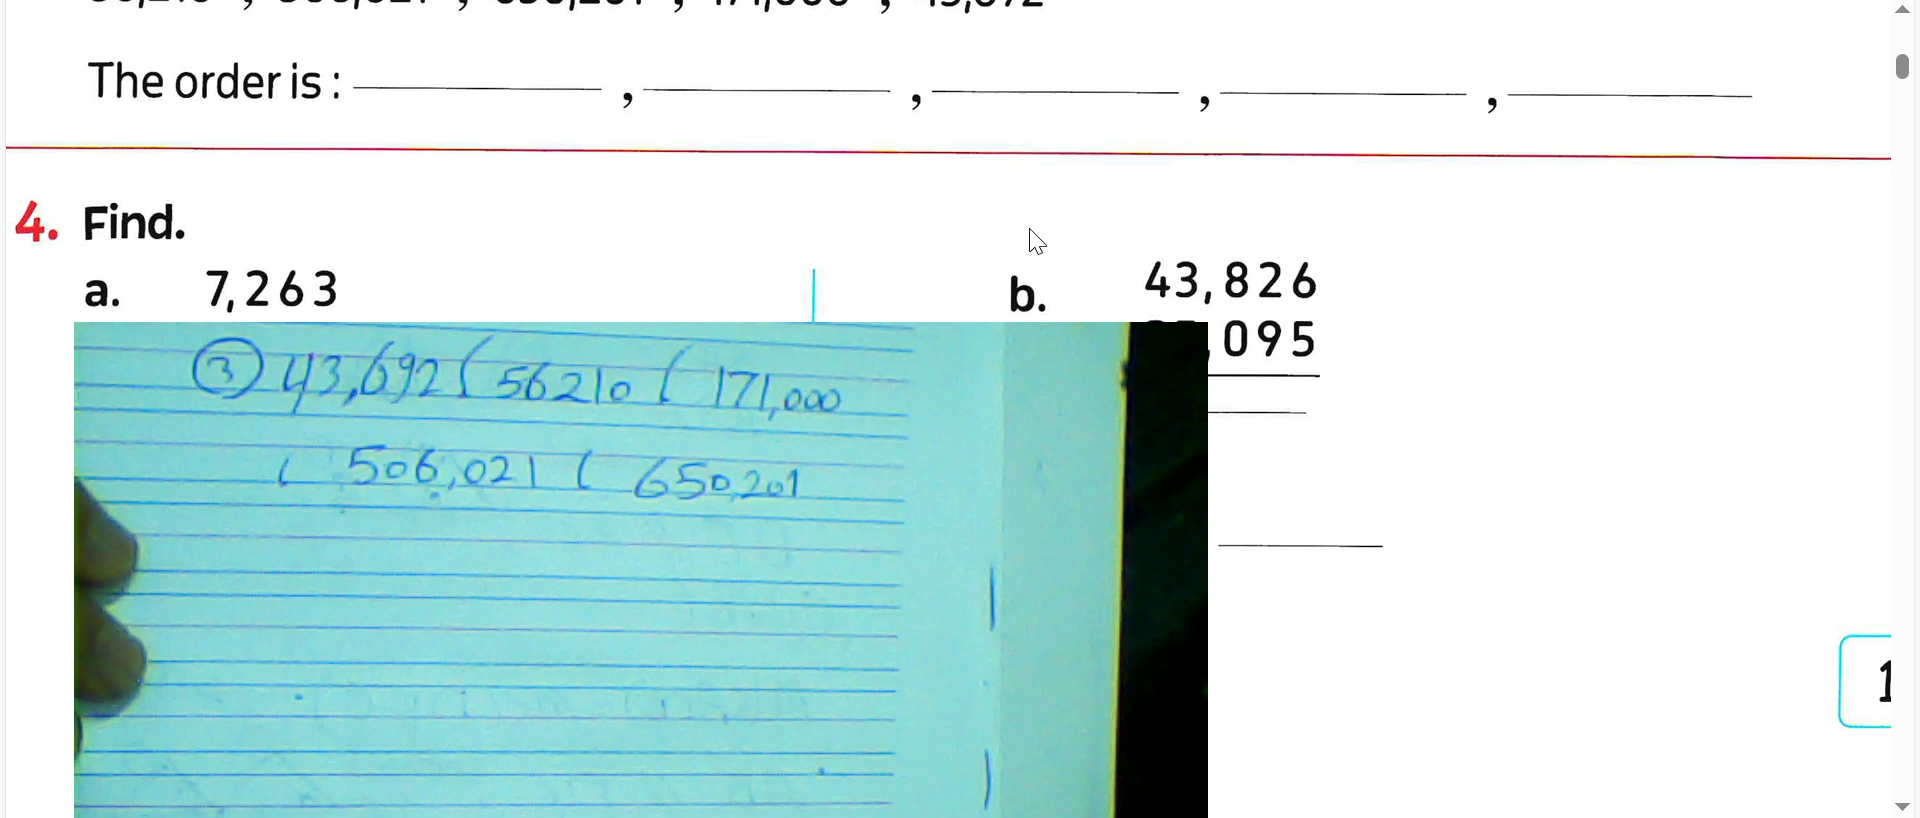 The order is : , , , ,
4. Find.
a. 7,263
b. 43,826
,095
③ 43,692 ( 56210 ( 171,000
( 506,021 ( 650,201
1